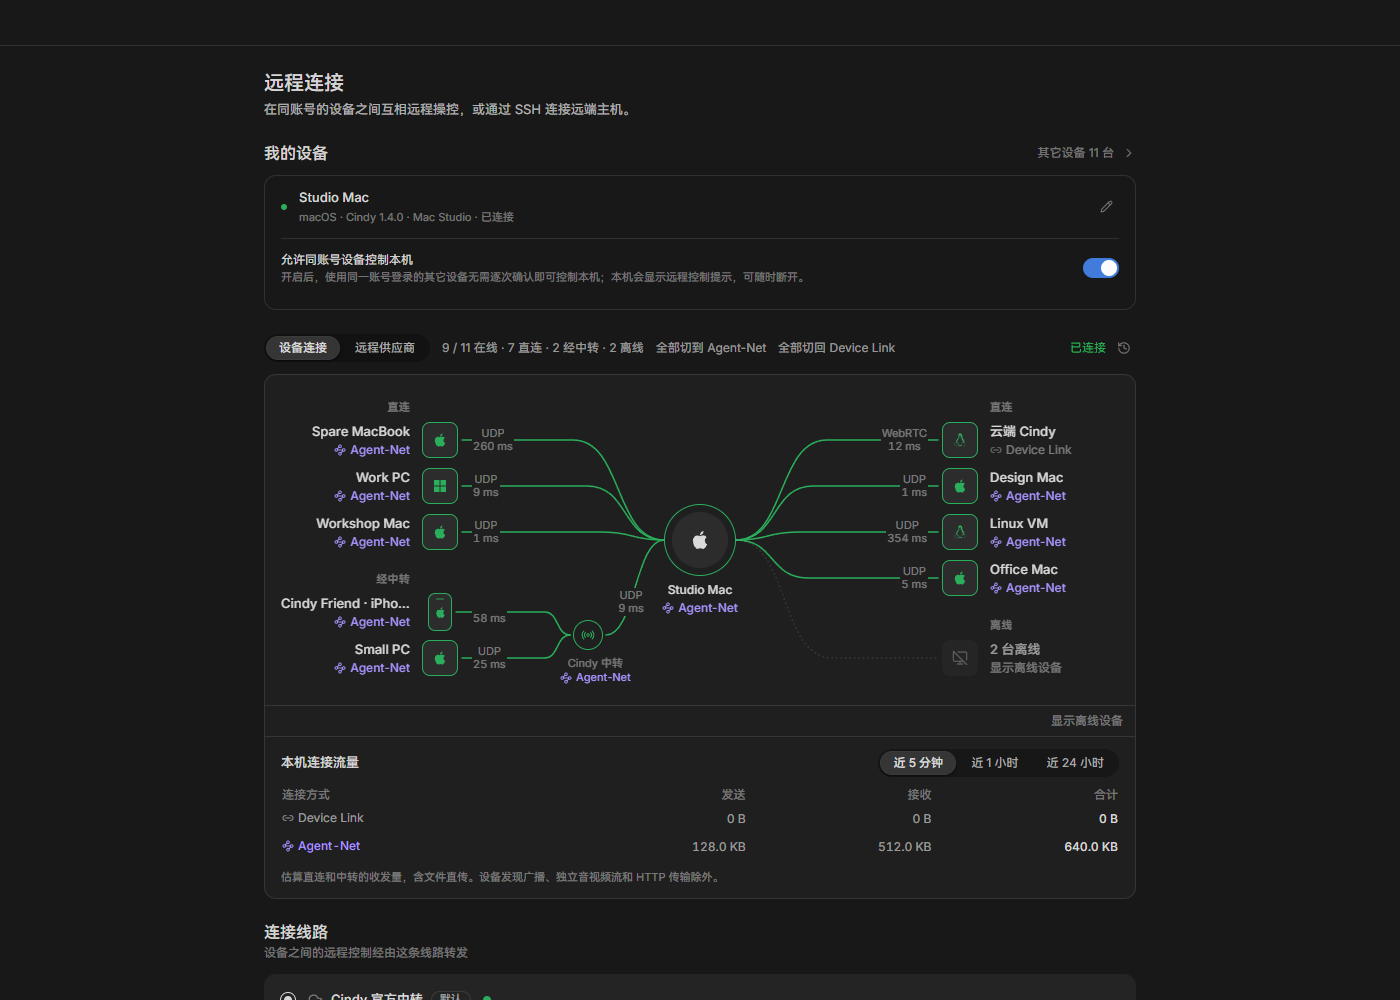 远程连接
在同账号的设备之间互相远程操控，或通过 SSH 连接远端主机。
我的设备
其它设备 11 台
Studio Mac
macOS · Cindy 1.4.0 · Mac Studio · 已连接
允许同账号设备控制本机
开启后，使用同一账号登录的其它设备无需逐次确认即可控制本机；本机会显示远程控制提示，可随时断开。
设备连接 远程供应商 9 / 11 在线 · 7 直连 · 2 经中转 · 2 离线 全部切到 Agent-Net 全部切回 Device Link 已连接
直连
Spare MacBook
Agent-Net
UDP
260 ms
Work PC
Agent-Net
UDP
9 ms
Workshop Mac
Agent-Net
UDP
1 ms
经中转
Cindy Friend · iPho...
Agent-Net
58 ms
Small PC
Agent-Net
UDP
25 ms
Cindy 中转
Agent-Net
UDP
9 ms
Studio Mac
Agent-Net
直连
WebRTC
12 ms
云端 Cindy
Device Link
UDP
1 ms
Design Mac
Agent-Net
UDP
354 ms
Linux VM
Agent-Net
UDP
5 ms
Office Mac
Agent-Net
离线
2 台离线
显示离线设备
显示离线设备
本机连接流量 近 5 分钟 近 1 小时 近 24 小时
连接方式 发送 接收 合计
Device Link 0 B 0 B 0 B
Agent-Net 128.0 KB 512.0 KB 640.0 KB
估算直连和中转的收发量，含文件直传。设备发现广播、独立音视频流和 HTTP 传输除外。
连接线路
设备之间的远程控制经由这条线路转发
Cindy 官方中转 默认